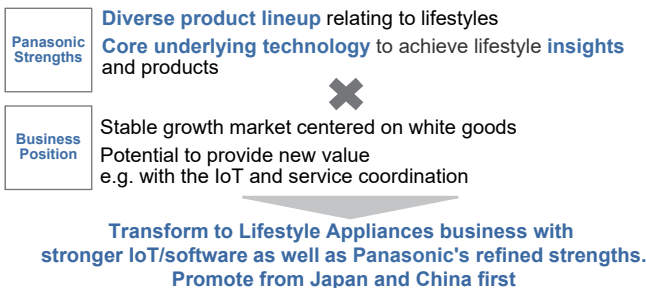 Panasonic
Strengths
Diverse product lineup relating to lifestyles
Core underlying technology to achieve lifestyle insights
and products
Business
Position
Stable growth market centered on white goods
Potential to provide new value
e.g. with the IoT and service coordination
Transform to Lifestyle Appliances business with
stronger IoT/software as well as Panasonic's refined strengths.
Promote from Japan and China first